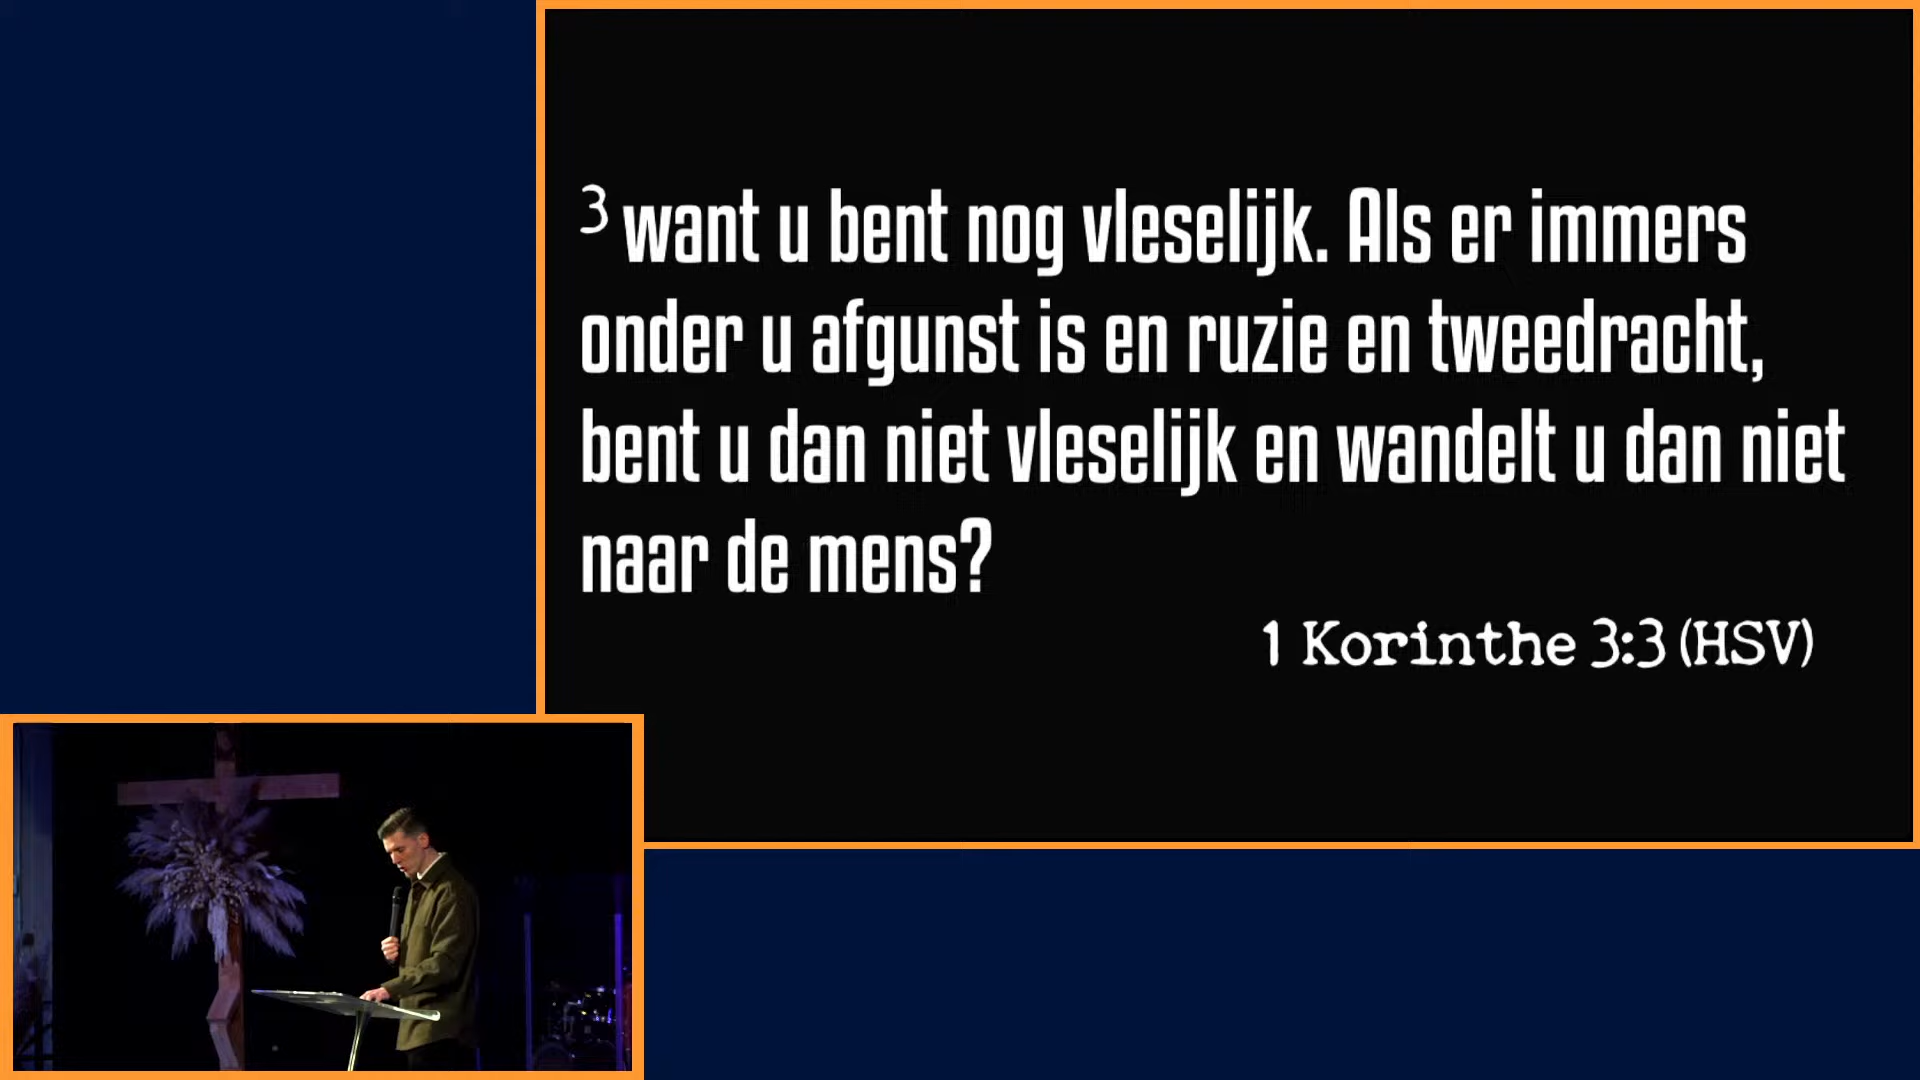 3 want u bent nog vleselijk. Als er immers
onder u afgunst is en ruzie en tweedracht,
bent u dan niet vleselijk en wandelt u dan niet
naar de mens?
1 Korinthe 3:3 (HSV)